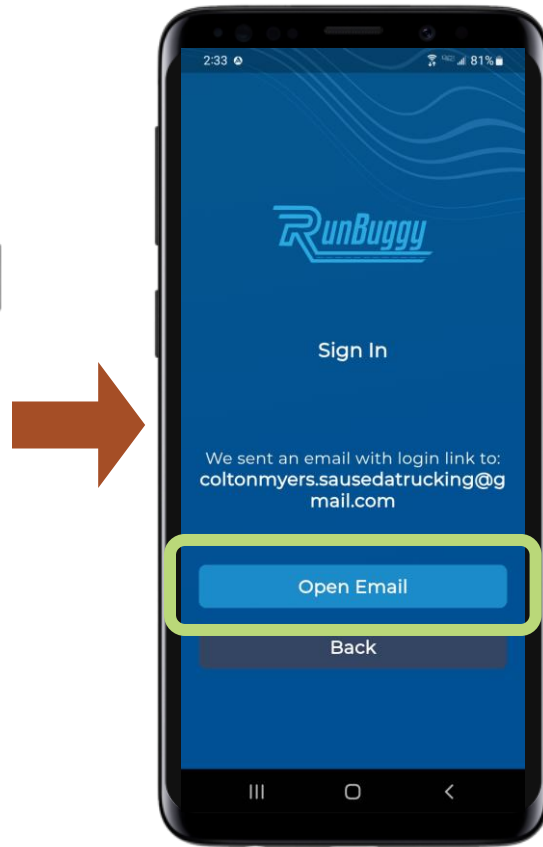 2:33 81%
RunBuggy
Sign In
We sent an email with login link to:
coltonmyers.sausedatrucking@g
mail.com
Open Email
Back